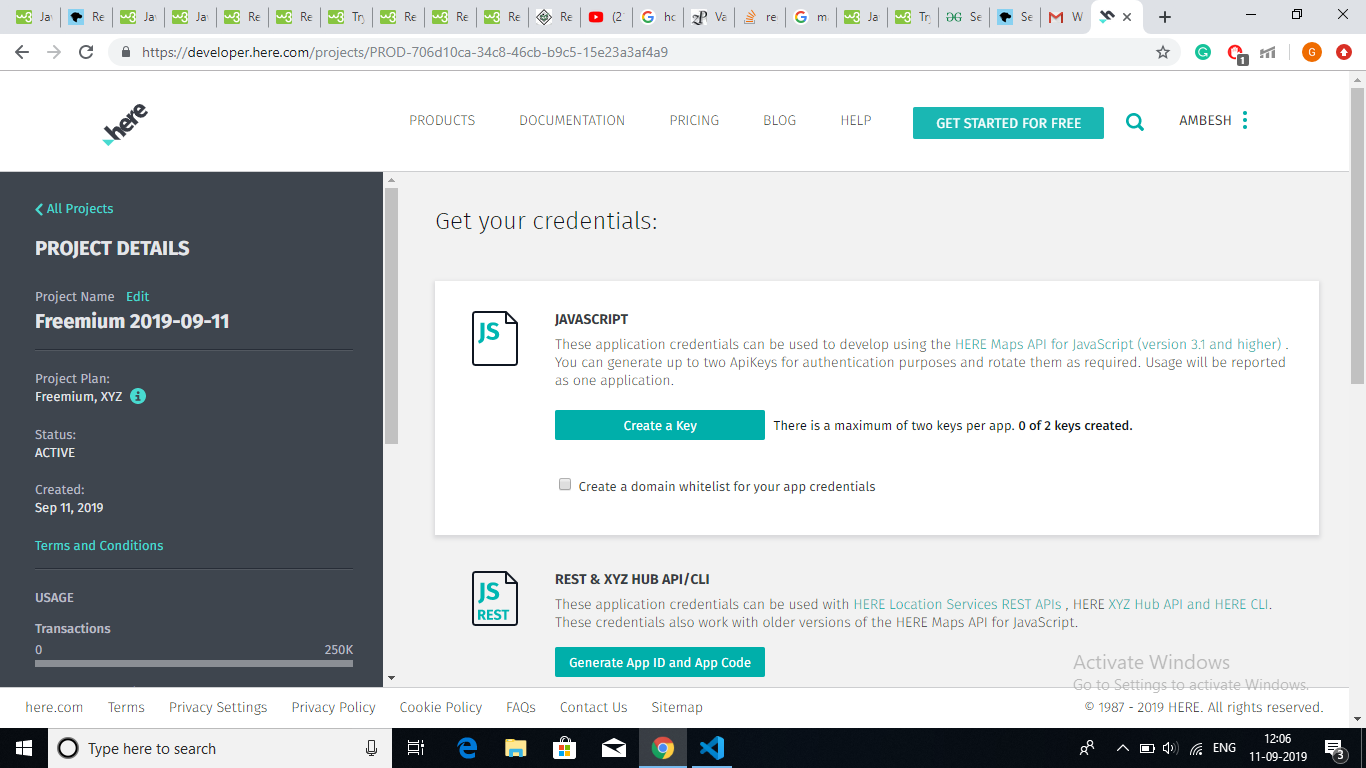 Ja
Re
Ja
Ja
Re
Re
Try
Re
Re
Re
Re
(2
ho
Va
re
m
Ja
Try
Se
Se
W
https://developer.here.com/projects/PROD-706d10ca-34c8-46cb-b9c5-15e23a3af4a9
1
G
here
PRODUCTS
DOCUMENTATION
PRICING
BLOG
HELP
GET STARTED FOR FREE
AMBESH
All Projects
PROJECT DETAILS
Project Name Edit
Freemium 2019-09-11
Project Plan:
Freemium, XYZ
Status:
ACTIVE
Created:
Sep 11, 2019
Terms and Conditions
USAGE
Transactions
0 250K
Get your credentials:
JS
JAVASCRIPT
These application credentials can be used to develop using the HERE Maps API for JavaScript (version 3.1 and higher) .
You can generate up to two ApiKeys for authentication purposes and rotate them as required. Usage will be reported
as one application.
Create a Key
There is a maximum of two keys per app. 0 of 2 keys created.
Create a domain whitelist for your app credentials
JS
REST
REST & XYZ HUB API/CLI
These application credentials can be used with HERE Location Services REST APIs , HERE XYZ Hub API and HERE CLI.
These credentials also work with older versions of the HERE Maps API for JavaScript.
Generate App ID and App Code
Activate Windows
Go to Settings to activate Windows.
here.com
Terms
Privacy Settings
Privacy Policy
Cookie Policy
FAQs
Contact Us
Sitemap
© 1987 - 2019 HERE. All rights reserved.
Type here to search
ENG
12:06
11-09-2019
3